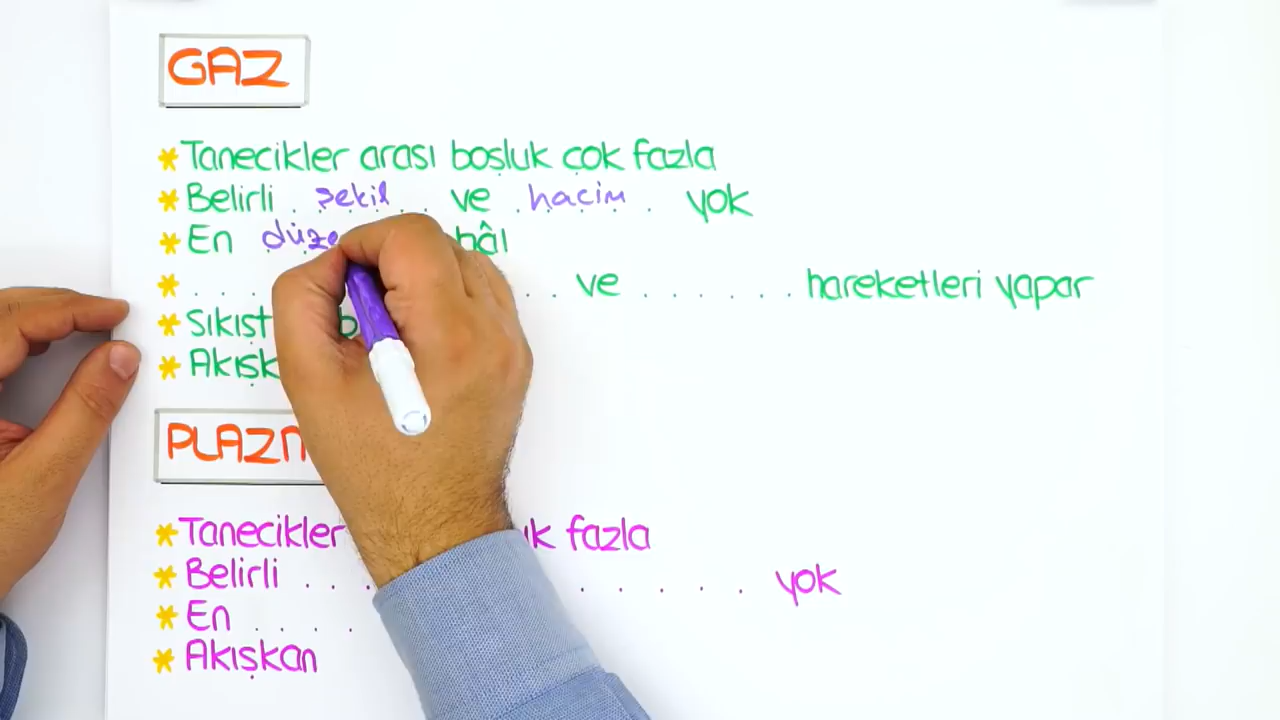 GAZ
* Tanecikler arası boşluk çok fazla
* Belirli . şekil . . ve . hacim . yok
* En düze hâl
* . . . . . ve . . . . . . hareketleri yapar
* Sıkışt b
* Akışk
PLAZM
* Tanecikler uk fazla
* Belirli . . . . . . . yok
* En . . . .
* Akışkan